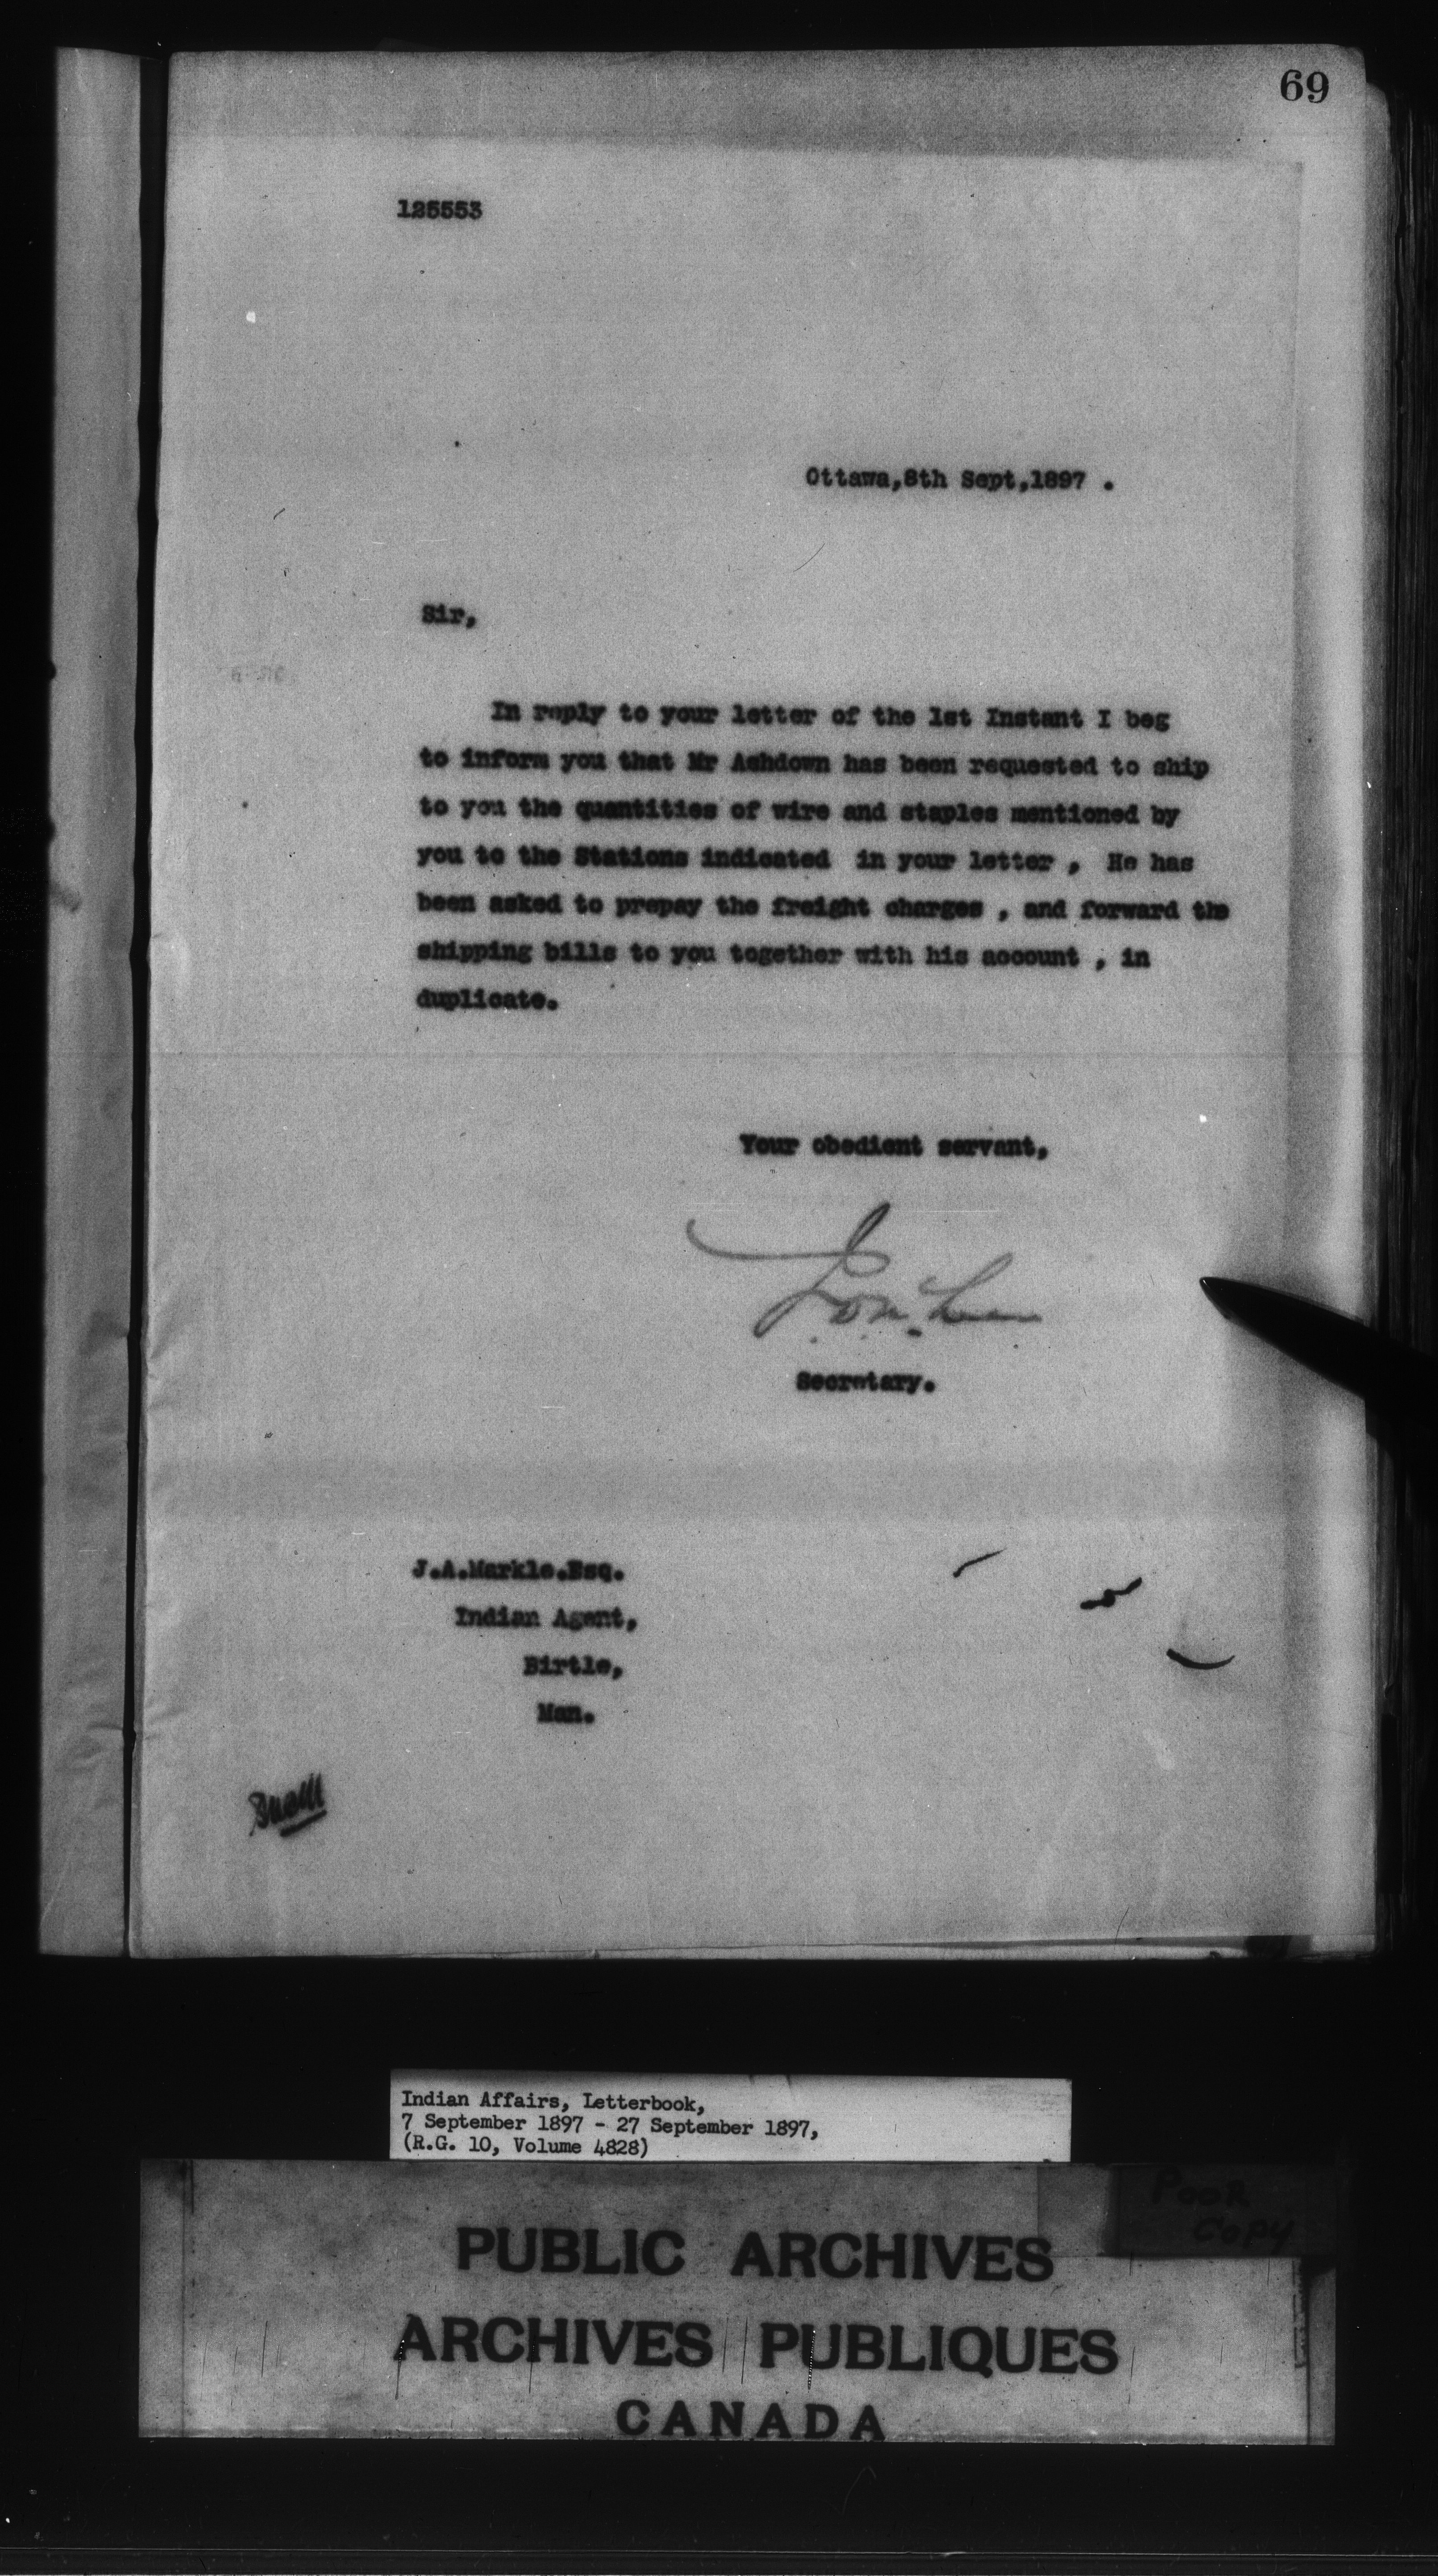 69
125553
Ottawa,8th Sept,1897 .
Sir,
In reply to your letter of the 1st Instant I beg
to inform you that Mr Ashdown has been requested to ship
to you the quantities of wire and staples mentioned by
you to the Stations indicated in your letter , He has
been asked to prepay the freight charges , and forward the
shipping bills to you together with his account , in
duplicate.
Your obedient servant,
Secretary.
J.A.Markle.Esq.
Indian Agent,
Birtle,
Man.
Indian Affairs, Letterbook,
7 September 1897 - 27 September 1897,
(R.G. 10, Volume 4828)
Poor
Copy
PUBLIC ARCHIVES
ARCHIVES PUBLIQUES
CANADA